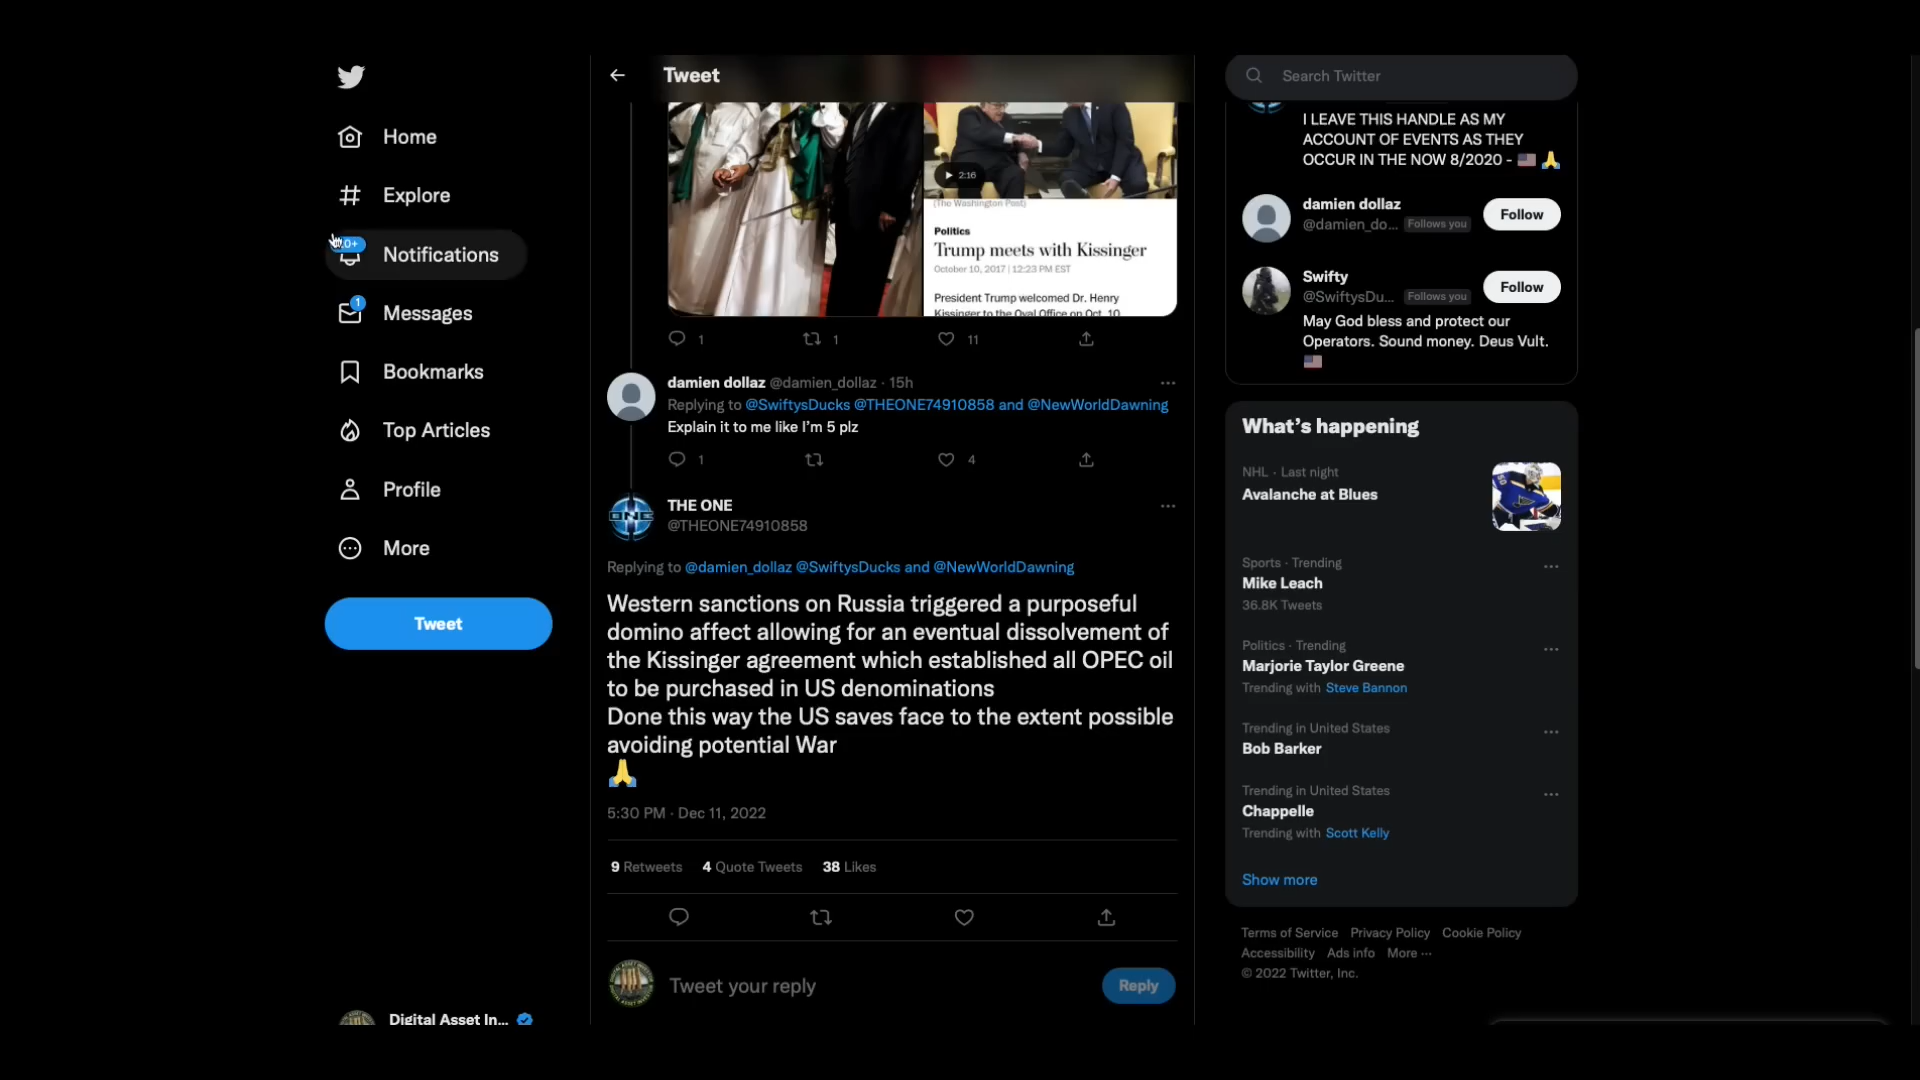 Home
Explore
Notifications
1
Messages
Bookmarks
Top Articles
Profile
More
Tweet
Digital Asset In...
Tweet
2:16
(The Washington Post)
Politics
Trump meets with Kissinger
October 10, 2017 | 12:23 PM EST
President Trump welcomed Dr. Henry
Kissinger to the Oval Office on Oct. 10
1 1 11
damien dollaz @damien_dollaz · 15h
Replying to @SwiftysDucks @THEONE74910858 and @NewWorldDawning
Explain it to me like I'm 5 plz
1 4
THE ONE
@THEONE74910858
Replying to @damien_dollaz @SwiftysDucks and @NewWorldDawning
Western sanctions on Russia triggered a purposeful
domino affect allowing for an eventual dissolvement of
the Kissinger agreement which established all OPEC oil
to be purchased in US denominations
Done this way the US saves face to the extent possible
avoiding potential War
🙏
5:30 PM · Dec 11, 2022
9 Retweets 4 Quote Tweets 38 Likes
Tweet your reply
Reply
Search Twitter
I LEAVE THIS HANDLE AS MY
ACCOUNT OF EVENTS AS THEY
OCCUR IN THE NOW 8/2020 - 🇺🇸 🙏
damien dollaz
@damien_do... Follows you
Follow
Swifty
@SwiftysDu... Follows you
Follow
May God bless and protect our
Operators. Sound money. Deus Vult.
🇺🇸
What's happening
NHL · Last night
Avalanche at Blues
Sports · Trending
Mike Leach
36.8K Tweets
Politics · Trending
Marjorie Taylor Greene
Trending with Steve Bannon
Trending in United States
Bob Barker
Trending in United States
Chappelle
Trending with Scott Kelly
Show more
Terms of Service Privacy Policy Cookie Policy
Accessibility Ads info More ...
© 2022 Twitter, Inc.